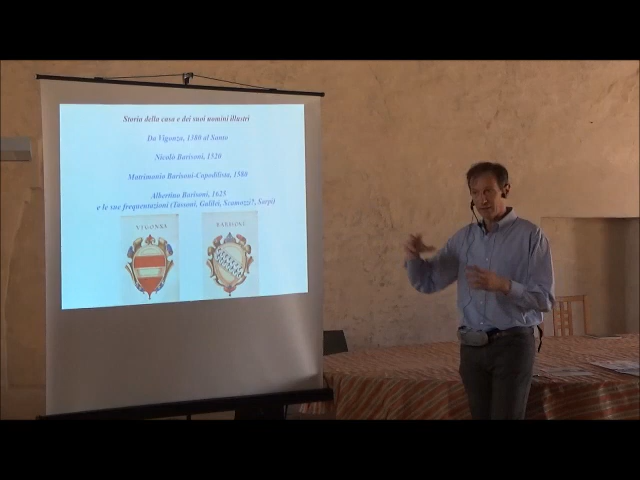 Storia della casa e dei suoi uomini illustri
Da Vigonza, 1380 al Santo
Nicolò Barisoni, 1520
Matrimonio Barisoni-Capodilista, 1580
Albertino Barisoni, 1625
e le sue frequentazioni (Tassoni, Galilei, Scamozzi?, Sarpi)
VIGONSA
BARISONI